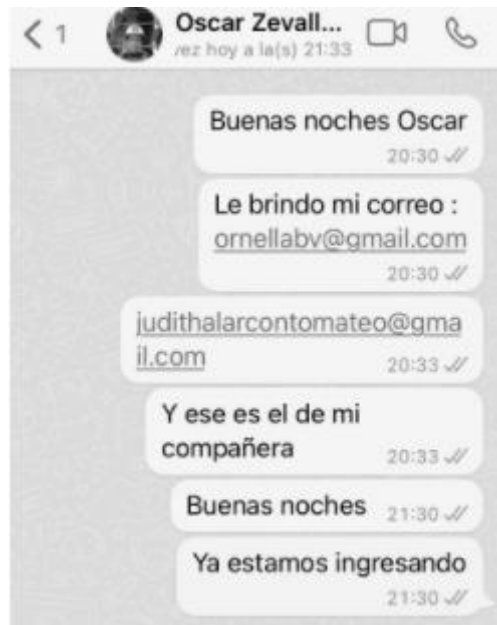 1
Oscar Zevall...
vez hoy a la(s) 21:33
Buenas noches Oscar
20:30
Le brindo mi correo :
ornellabv@gmail.com
20:30
judithalarcontomateo@gma
il.com
20:33
Y ese es el de mi
compañera
20:33
Buenas noches
21:30
Ya estamos ingresando
21:30